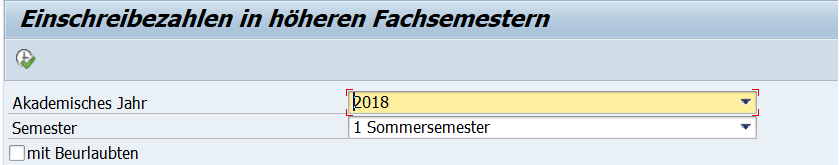 Einschreibezahlen in höheren Fachsemestern
Akademisches Jahr 2018
Semester 1 Sommersemester
mit Beurlaubten